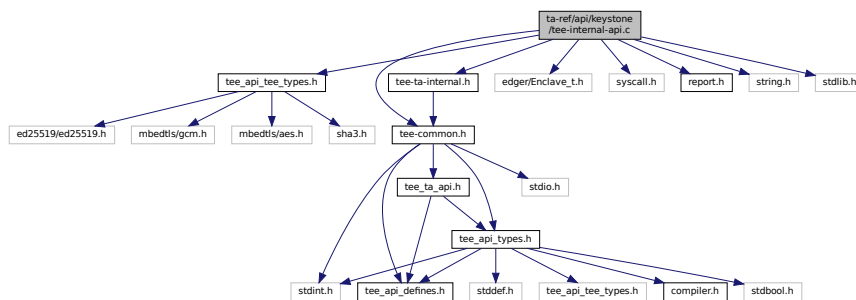 ta-ref/api/keystone
/tee-internal-api.c
tee_api_tee_types.h
tee-ta-internal.h
edger/Enclave_t.h
syscall.h
report.h
string.h
stdlib.h
ed25519/ed25519.h
mbedtls/gcm.h
mbedtls/aes.h
sha3.h
tee-common.h
tee_ta_api.h
stdio.h
tee_api_types.h
stdint.h
tee_api_defines.h
stddef.h
tee_api_tee_types.h
compiler.h
stdbool.h